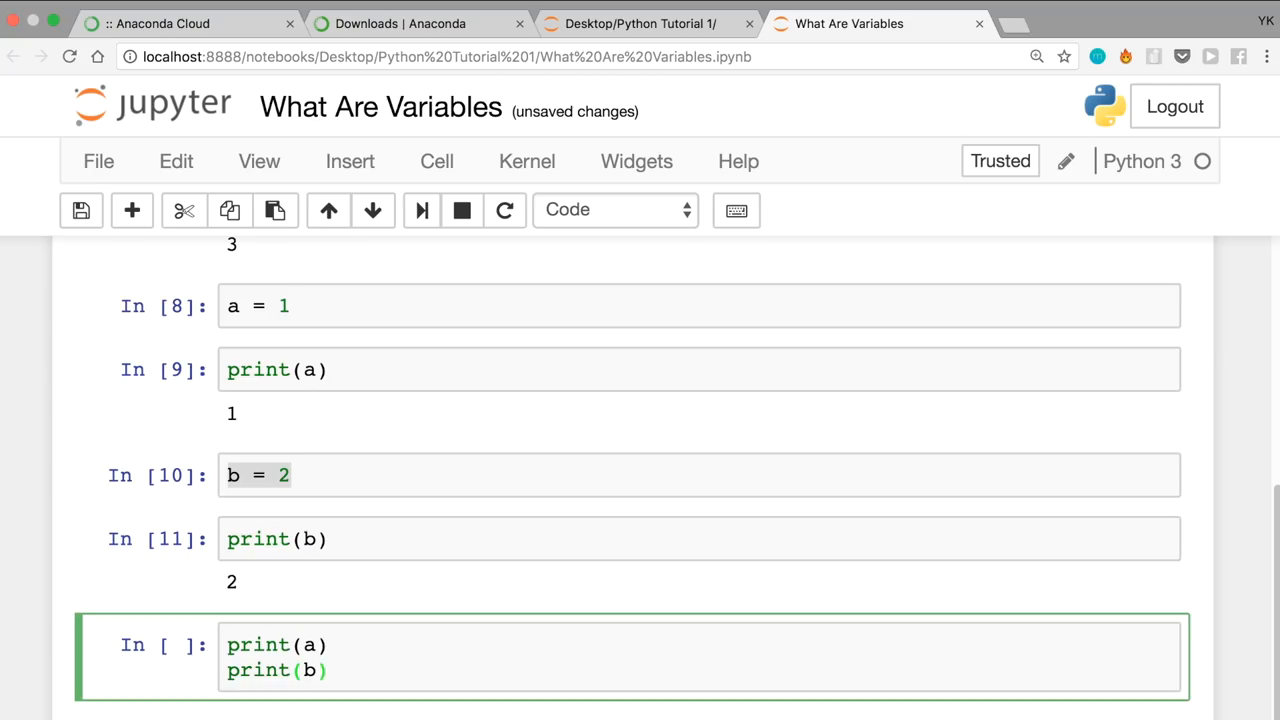 :: Anaconda Cloud
Downloads | Anaconda
Desktop/Python Tutorial 1/
What Are Variables
YK
localhost:8888/notebooks/Desktop/Python%20Tutorial%201/What%20Are%20Variables.ipynb
jupyter What Are Variables (unsaved changes)
Logout
File Edit View Insert Cell Kernel Widgets Help
Trusted
Python 3
Code
3
In [8]: a = 1
In [9]: print(a)
1
In [10]: b = 2
In [11]: print(b)
2
In [ ]: print(a)
print(b)